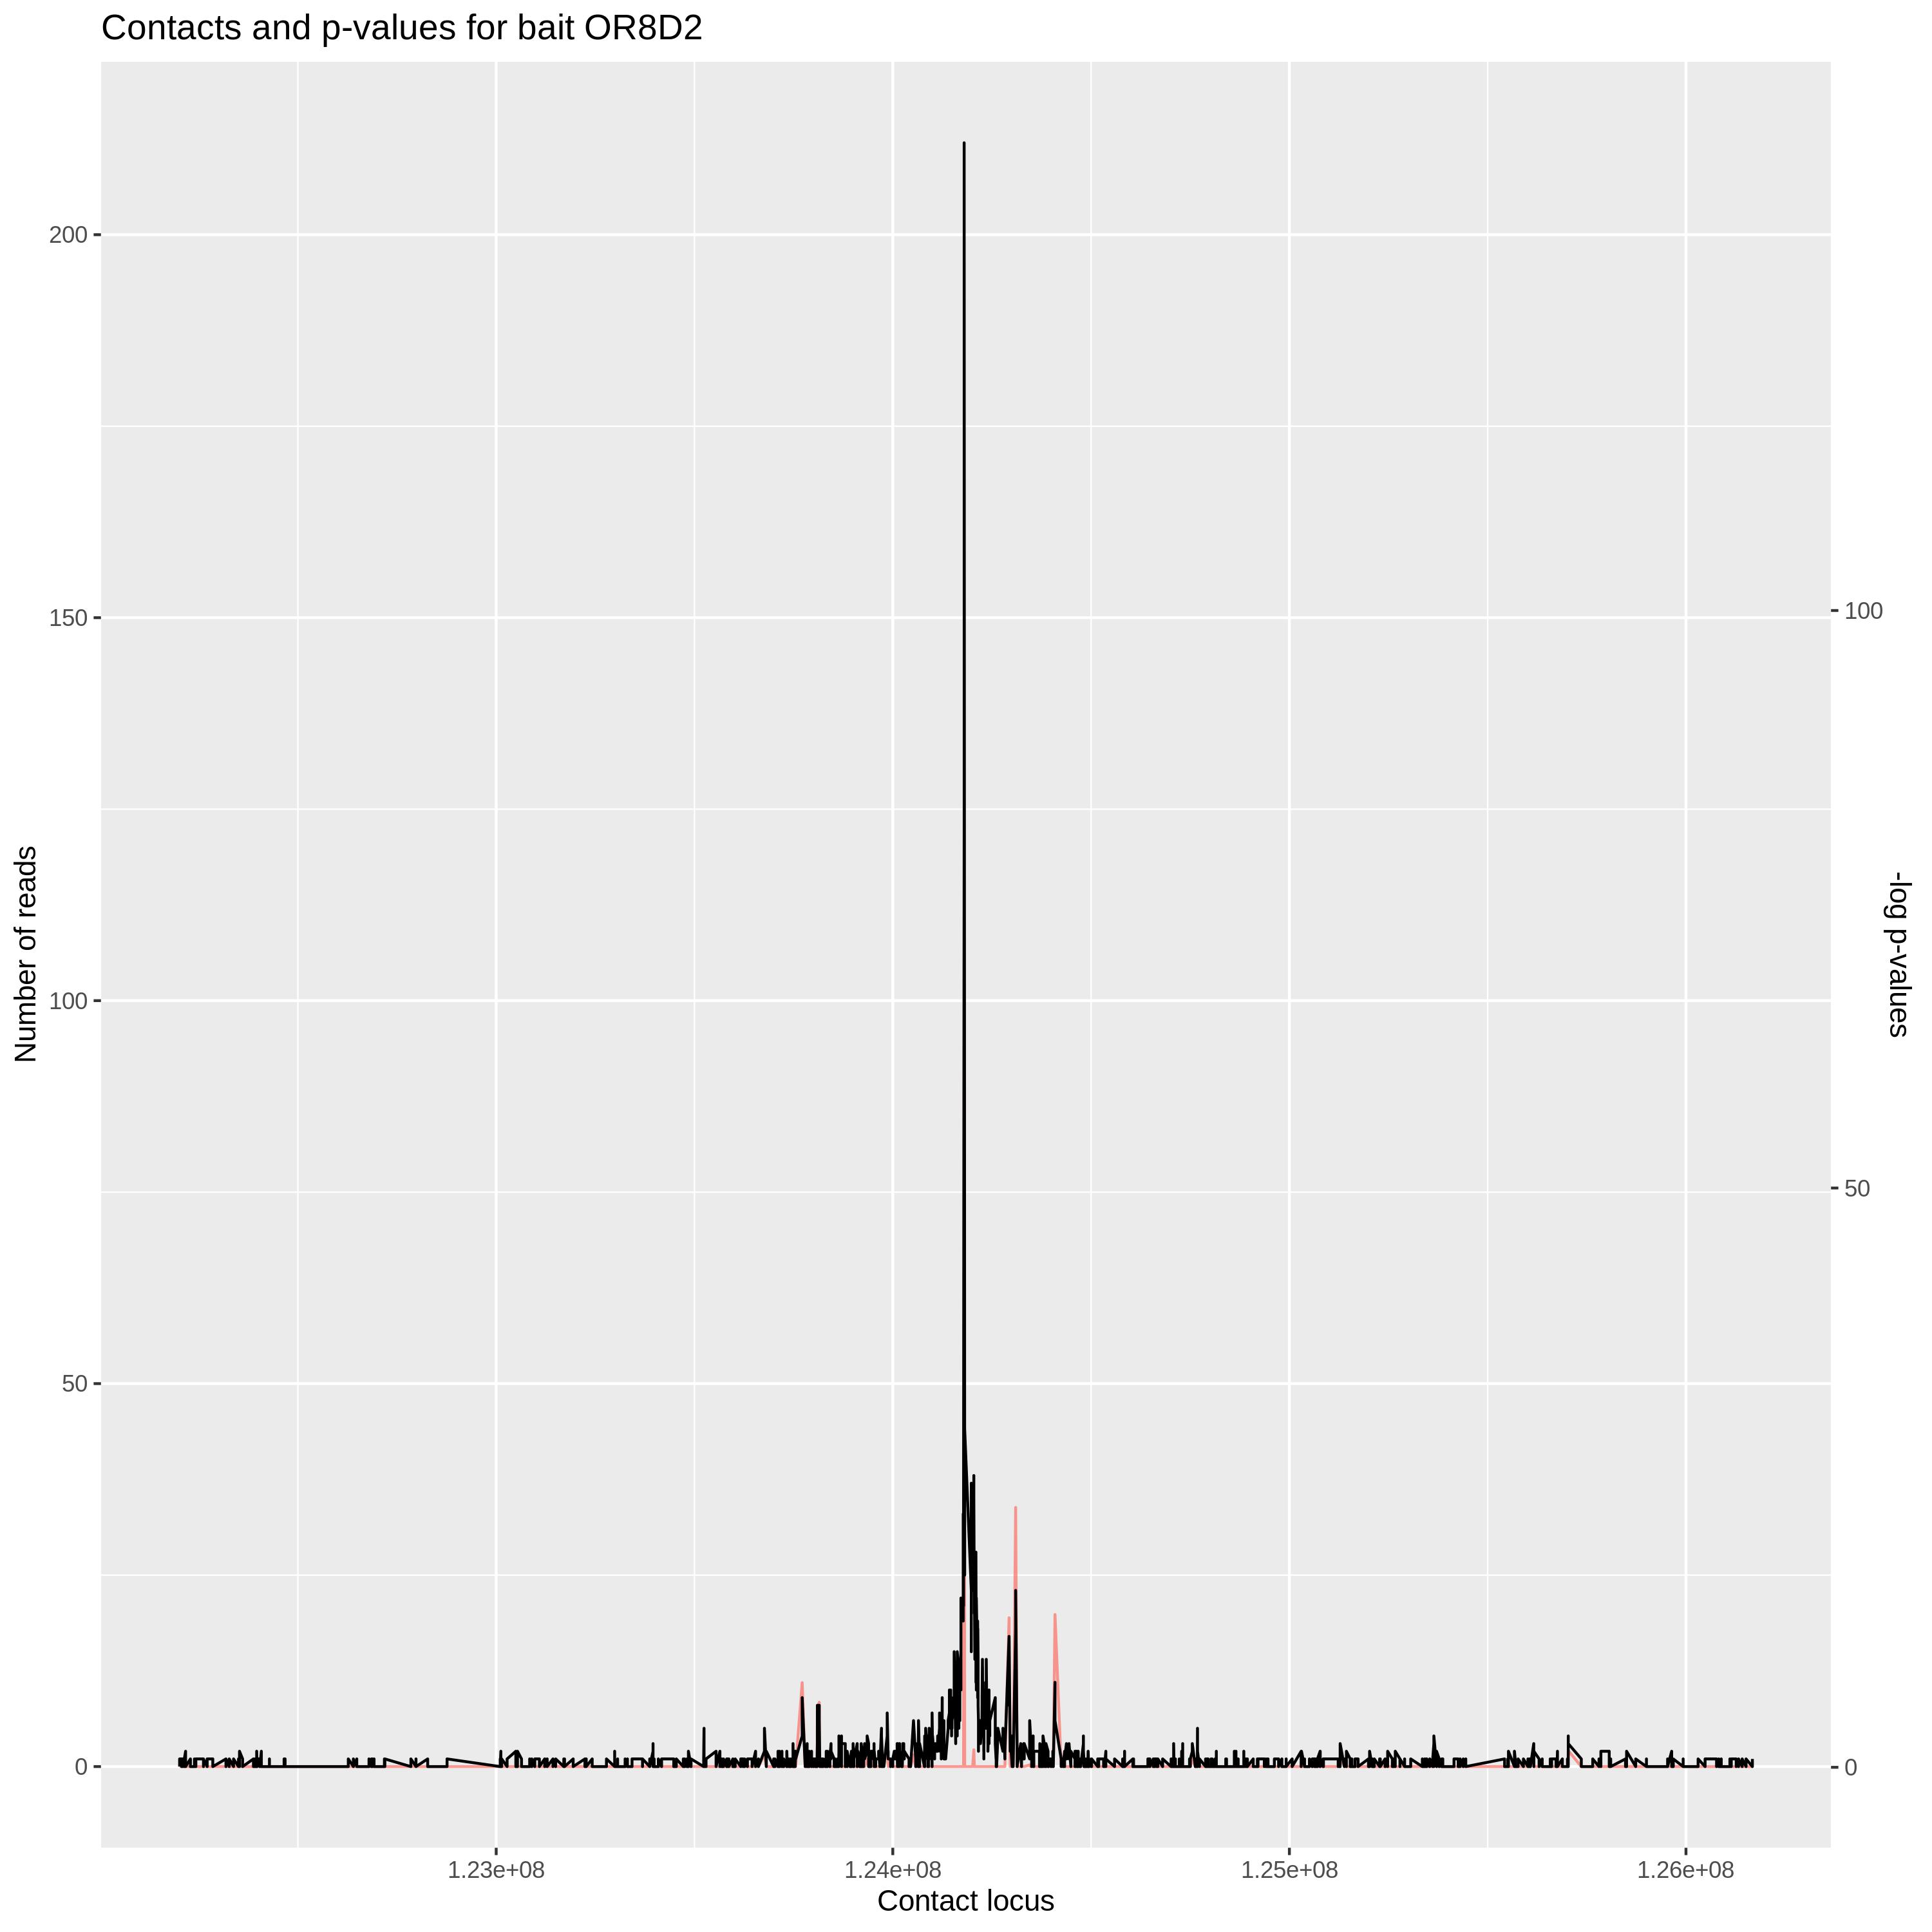 Contacts and p-values for bait OR8D2
200
150
100
50
0
Number of reads
100
50
0
-log p-values
1.23e+08
1.24e+08
1.25e+08
1.26e+08
Contact locus